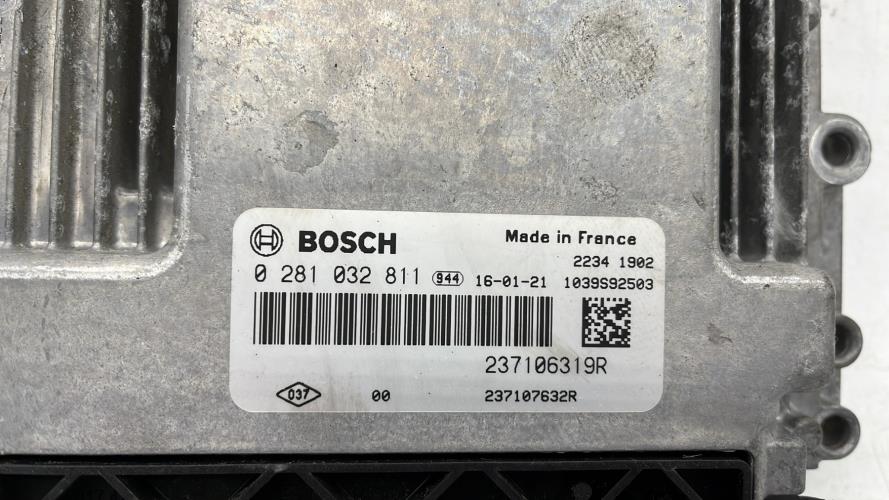 BOSCH Made in France
2234 1902
0 281 032 811 944 16-01-21 1039S92503
237106319R
037 00 237107632R